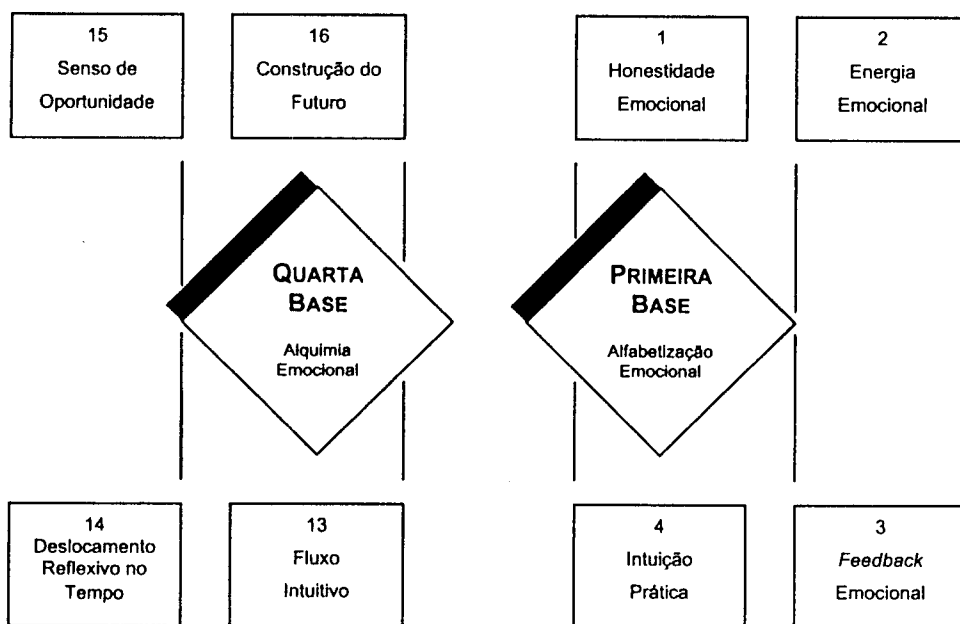 15
Senso de
Oportunidade
16
Construção do
Futuro
1
Honestidade
Emocional
2
Energia
Emocional
QUARTA
BASE
Alquimia
Emocional
PRIMEIRA
BASE
Alfabetização
Emocional
14
Deslocamento
Reflexivo no
Tempo
13
Fluxo
Intuitivo
4
Intuição
Prática
3
Feedback
Emocional